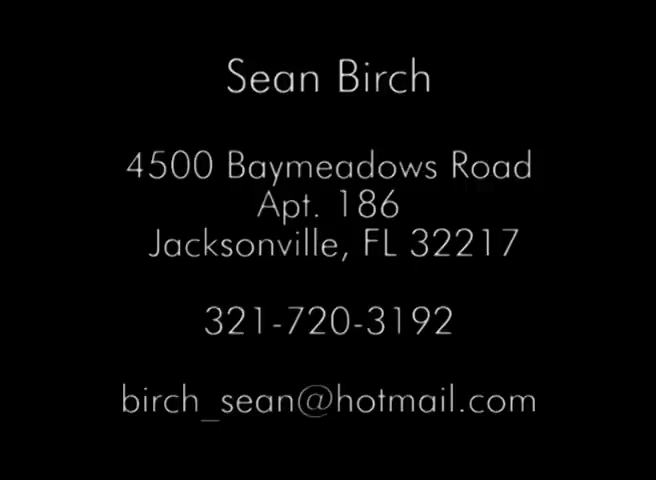 Sean Birch
4500 Baymeadows Road
Apt. 186
Jacksonville, FL 32217
321-720-3192
birch_sean@hotmail.com